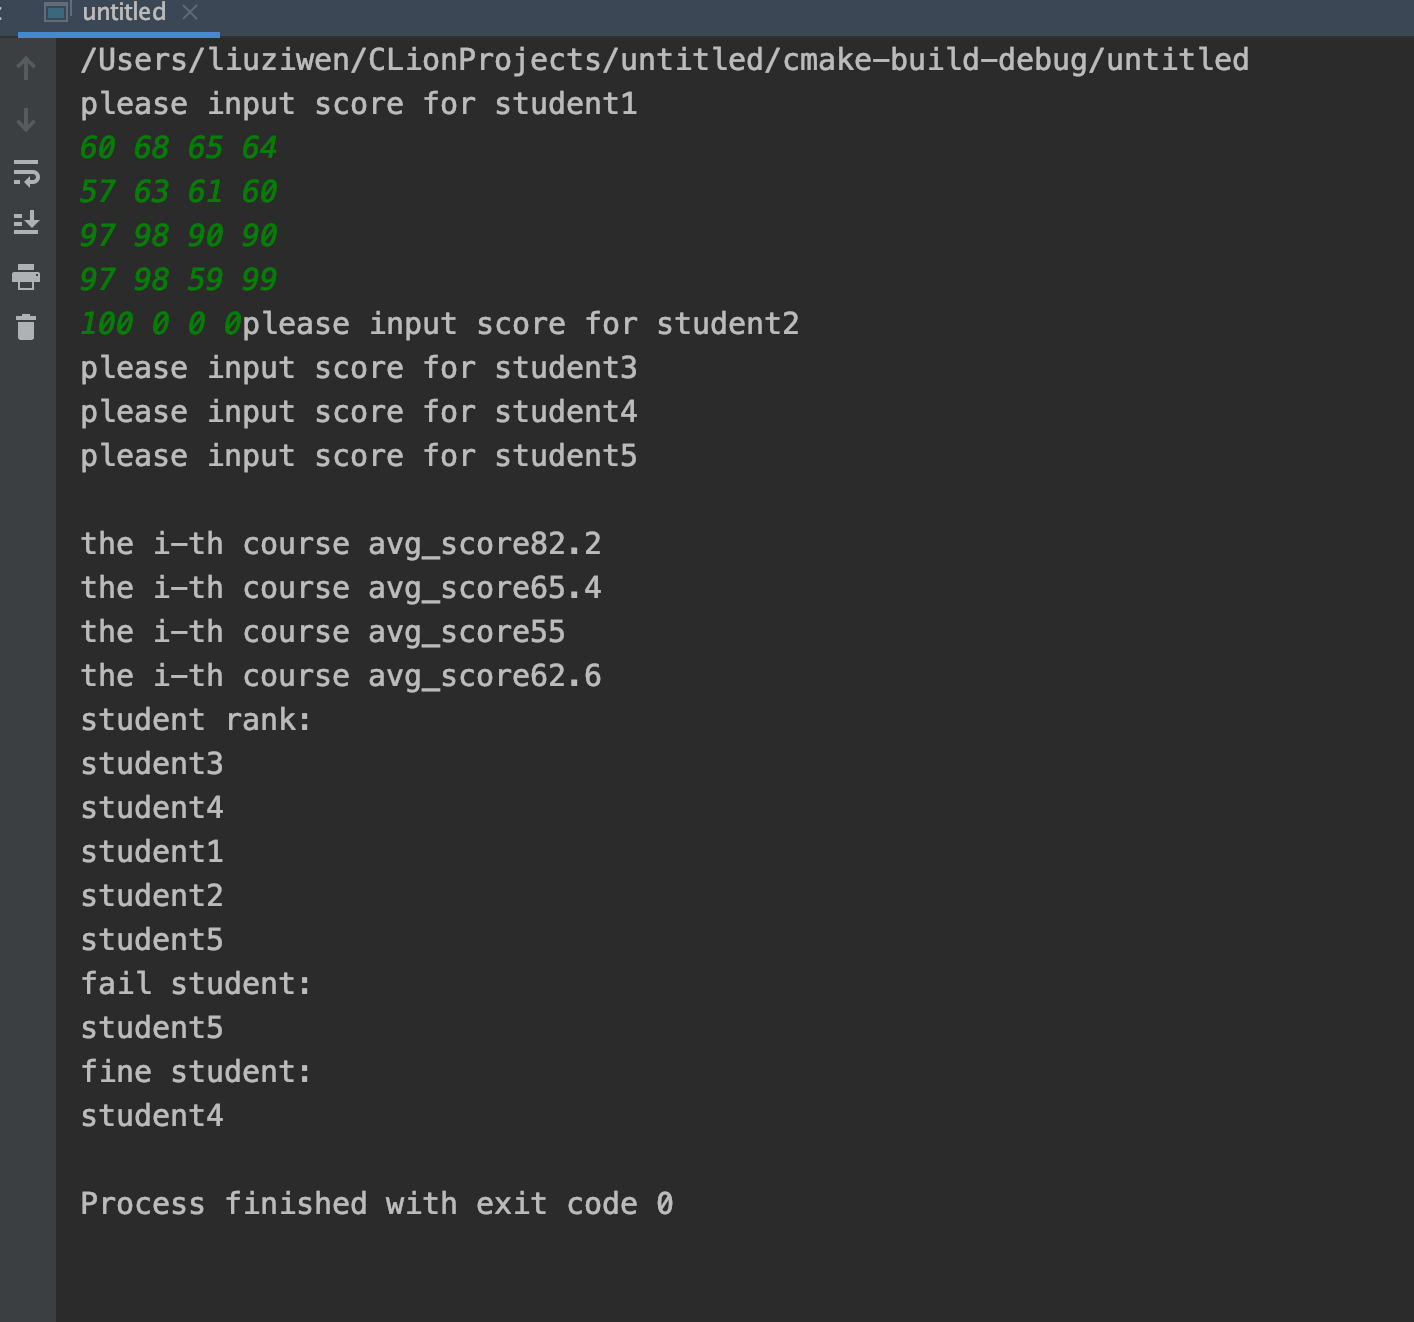 untitled
/Users/liuziwen/CLionProjects/untitled/cmake-build-debug/untitled
please input score for student1
60 68 65 64
57 63 61 60
97 98 90 90
97 98 59 99
100 0 0 0please input score for student2
please input score for student3
please input score for student4
please input score for student5
the i-th course avg_score82.2
the i-th course avg_score65.4
the i-th course avg_score55
the i-th course avg_score62.6
student rank:
student3
student4
student1
student2
student5
fail student:
student5
fine student:
student4
Process finished with exit code 0